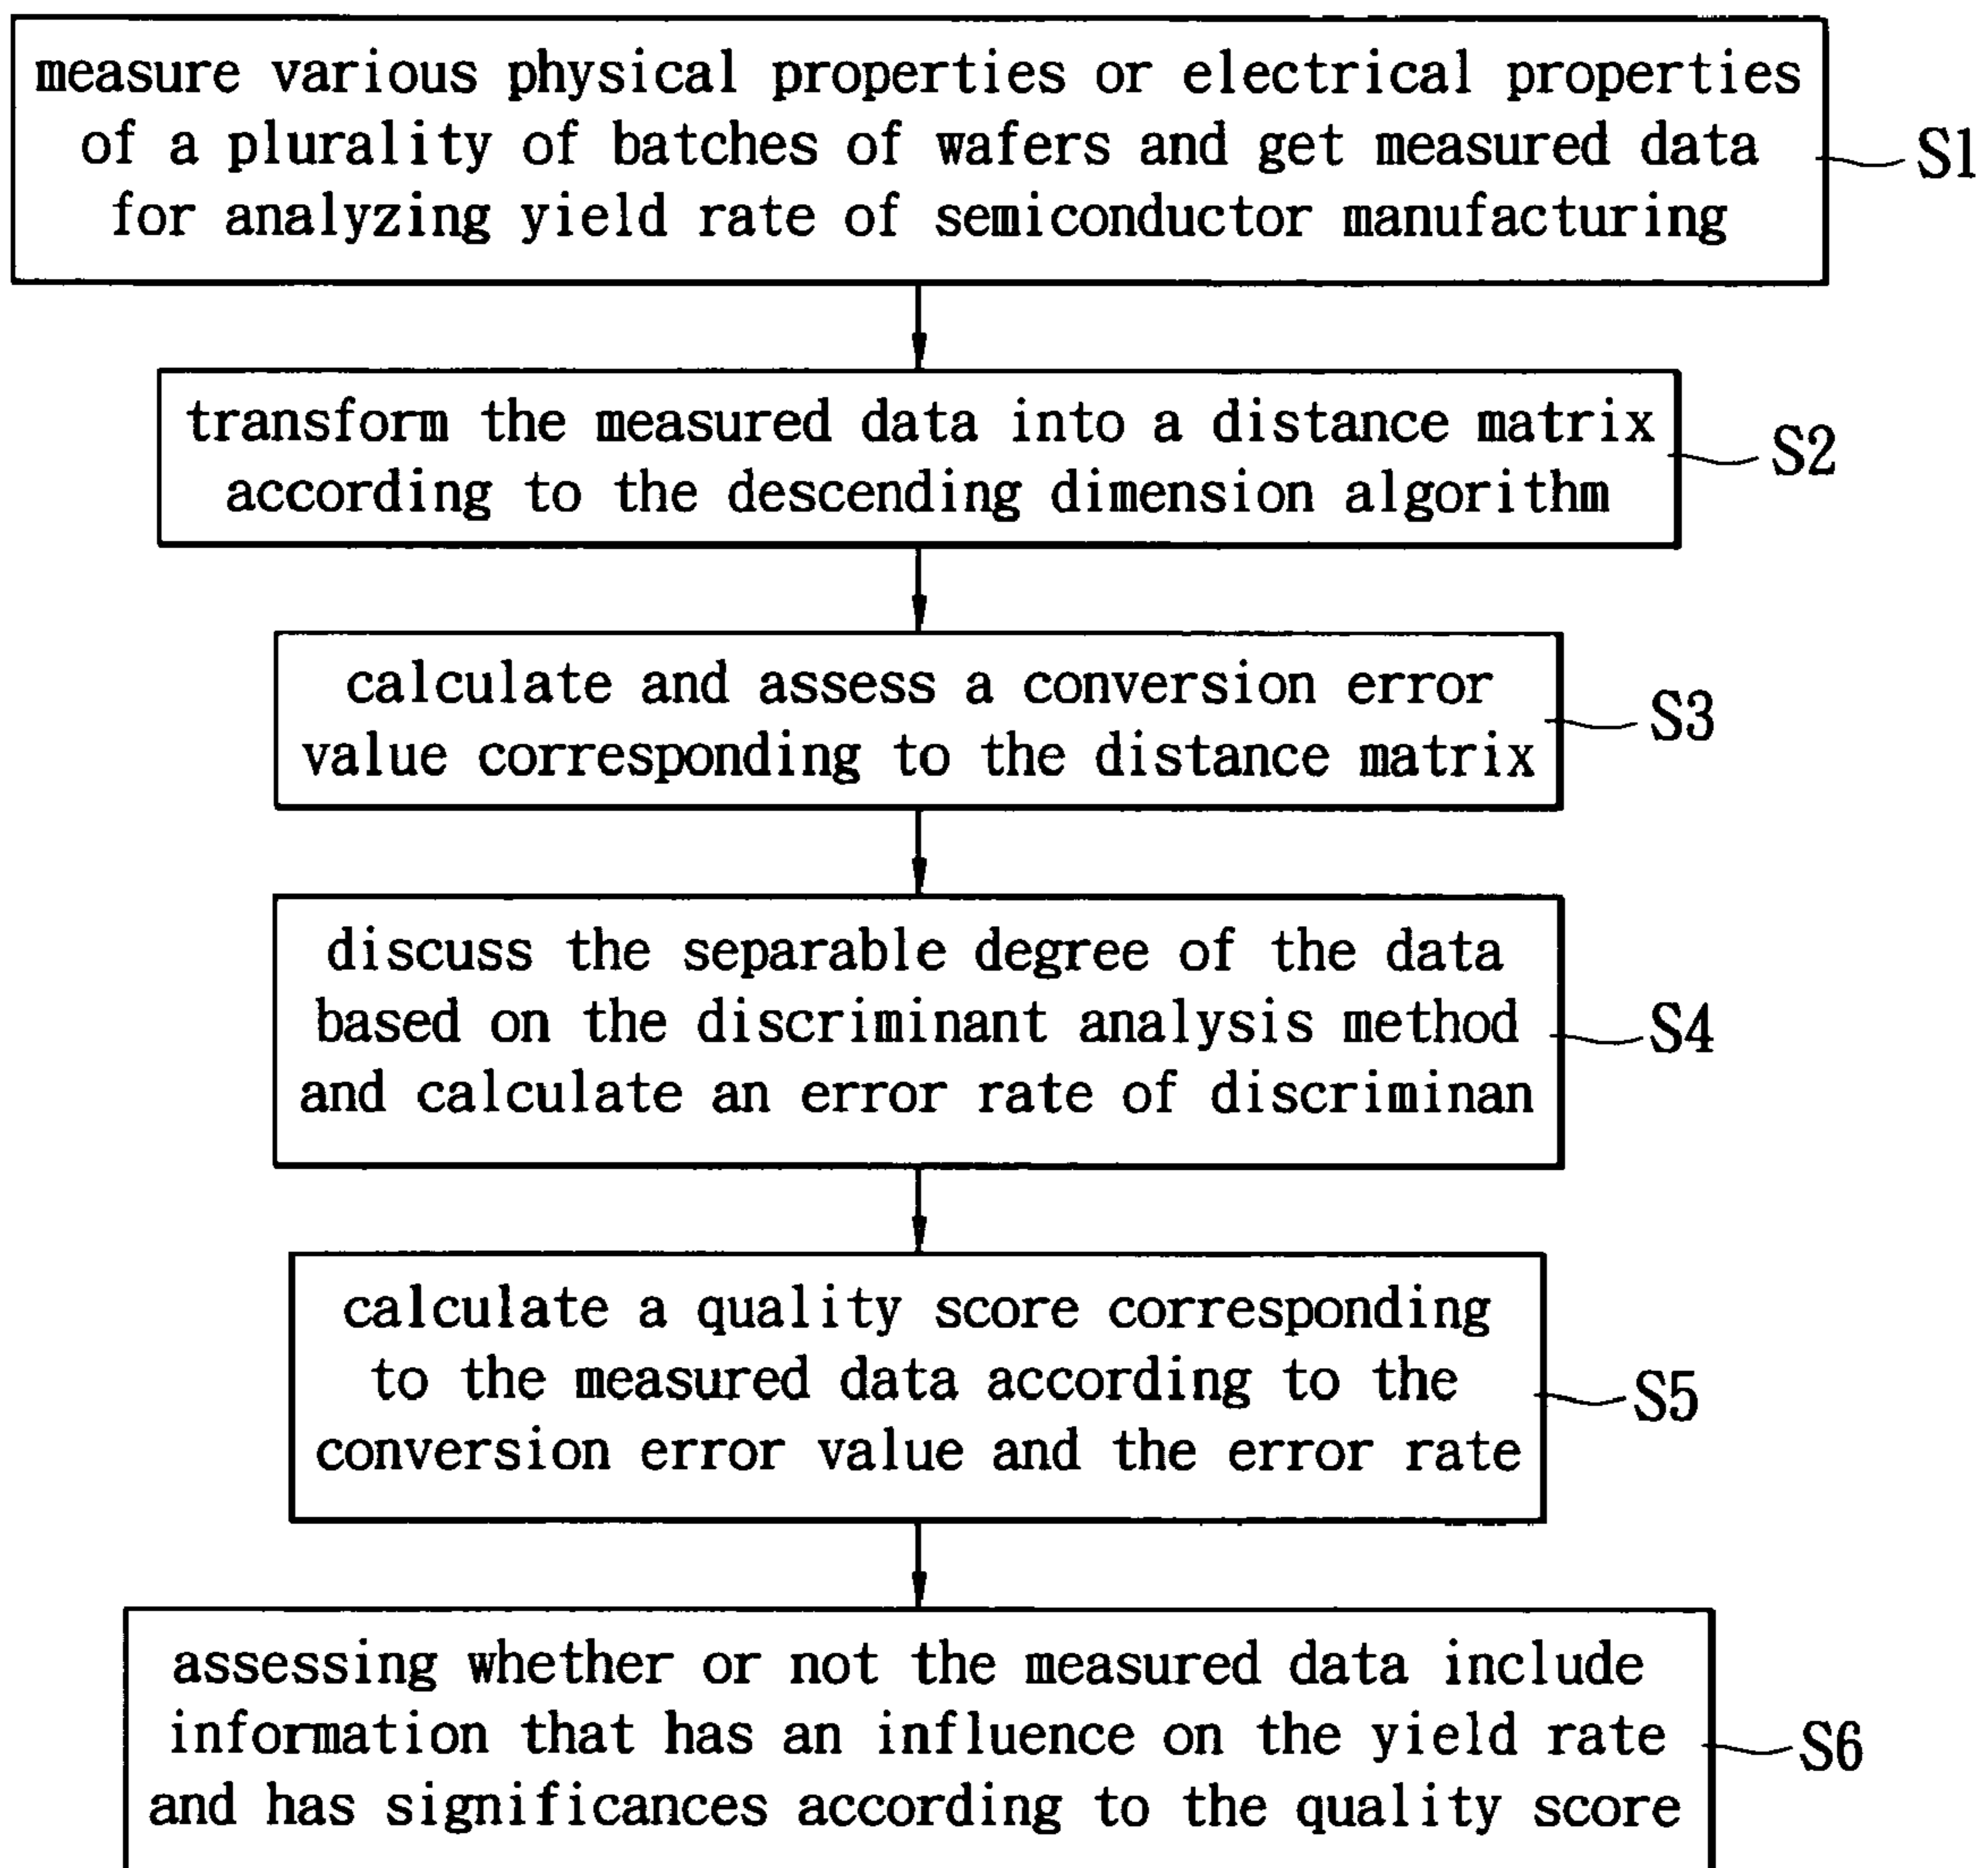 measure various physical properties or electrical properties
of a plurality of batches of wafers and get measured data
for analyzing yield rate of semiconductor manufacturing
S1
transform the measured data into a distance matrix
according to the descending dimension algorithm
S2
calculate and assess a conversion error
value corresponding to the distance matrix
S3
discuss the separable degree of the data
based on the discriminant analysis method
and calculate an error rate of discriminan
S4
calculate a quality score corresponding
to the measured data according to the
conversion error value and the error rate
S5
assessing whether or not the measured data include
information that has an influence on the yield rate
and has significances according to the quality score
S6